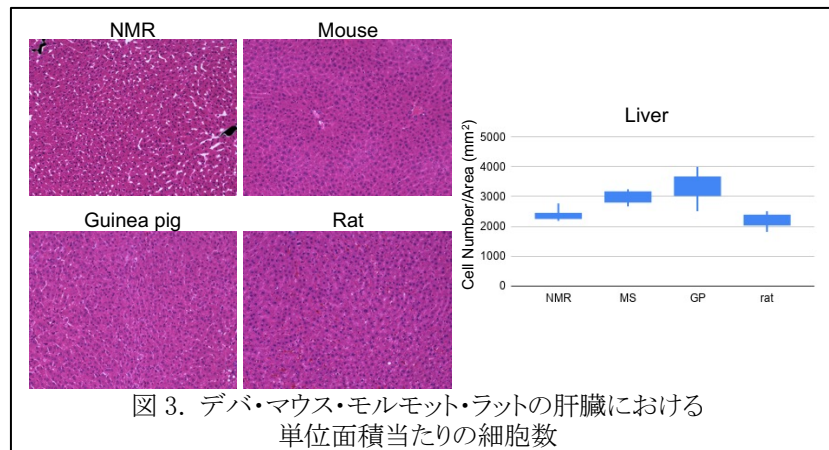 NMR
Mouse
Guinea pig
Rat
Liver
Cell Number/Area (mm²)
5000
4000
3000
2000
1000
0
NMR
MS
GP
rat
図 3. デバ・マウス・モルモット・ラットの肝臓における
単位面積当たりの細胞数